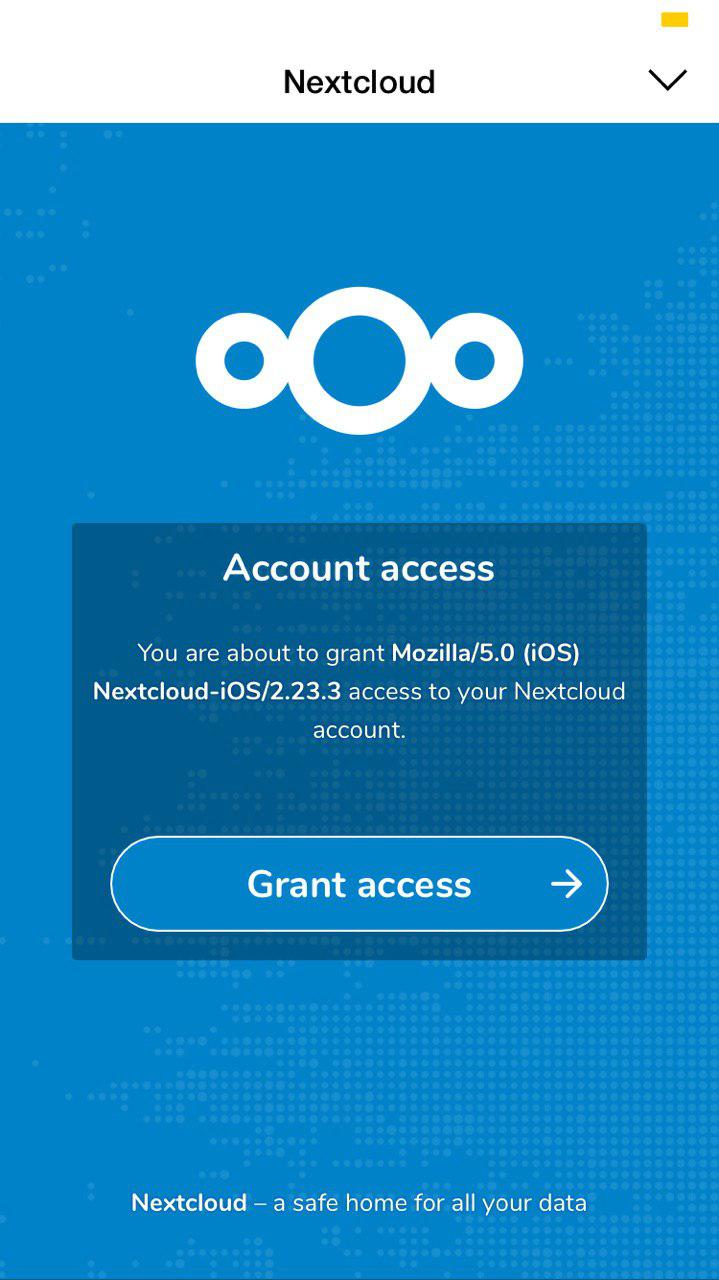 Nextcloud
Account access
You are about to grant Mozilla/5.0 (iOS)
Nextcloud-iOS/2.23.3 access to your Nextcloud
account.
Grant access
Nextcloud – a safe home for all your data